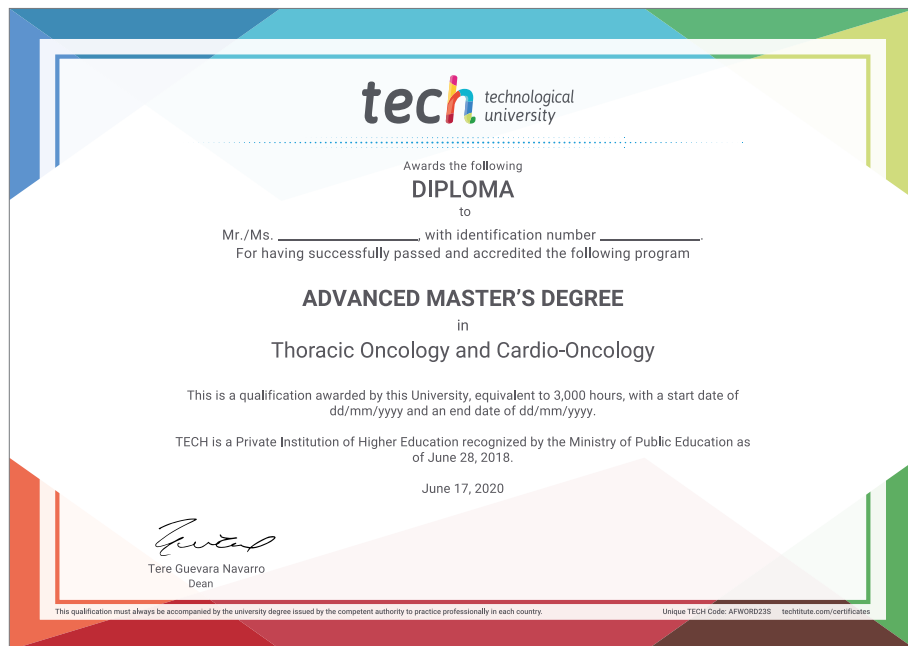 tech technological
university
Awards the following
DIPLOMA
to
Mr./Ms. ____________________, with identification number ______________.
For having successfully passed and accredited the following program
ADVANCED MASTER'S DEGREE
in
Thoracic Oncology and Cardio-Oncology
This is a qualification awarded by this University, equivalent to 3,000 hours, with a start date of
dd/mm/yyyy and an end date of dd/mm/yyyy.
TECH is a Private Institution of Higher Education recognized by the Ministry of Public Education as
of June 28, 2018.
June 17, 2020
Tere Guevara Navarro
Dean
This qualification must always be accompanied by the university degree issued by the competent authority to practice professionally in each country.
Unique TECH Code: AFWORD23S techtitute.com/certificates